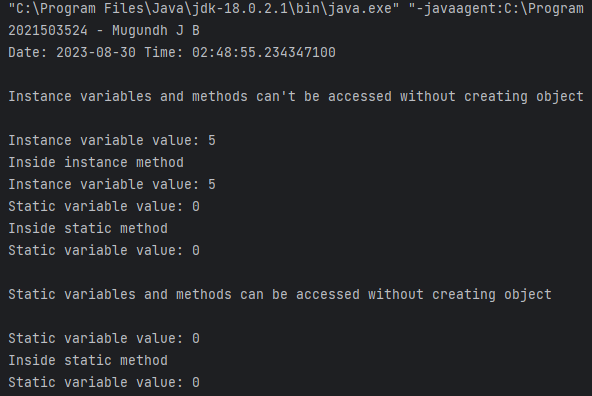 "C:\Program Files\Java\jdk-18.0.2.1\bin\java.exe" "-javaagent:C:\Program
2021503524 - Mugundh J B
Date: 2023-08-30 Time: 02:48:55.234347100
Instance variables and methods can't be accessed without creating object
Instance variable value: 5
Inside instance method
Instance variable value: 5
Static variable value: 0
Inside static method
Static variable value: 0
Static variables and methods can be accessed without creating object
Static variable value: 0
Inside static method
Static variable value: 0